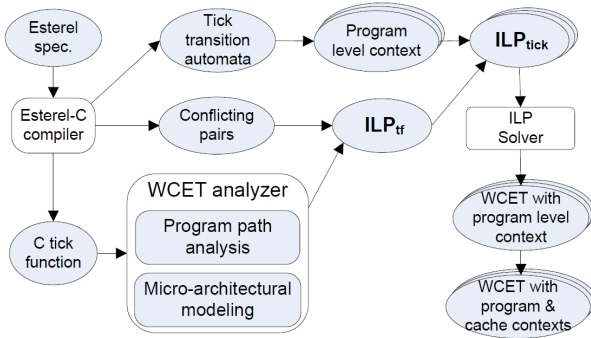 Esterel
spec.
Tick
transition
automata
Program
level context
ILPtick
Esterel-C
compiler
Conflicting
pairs
ILPtf
ILP
Solver
WCET analyzer
Program path
analysis
Micro-architectural
modeling
C tick
function
WCET with
program level
context
WCET with
program &
cache contexts